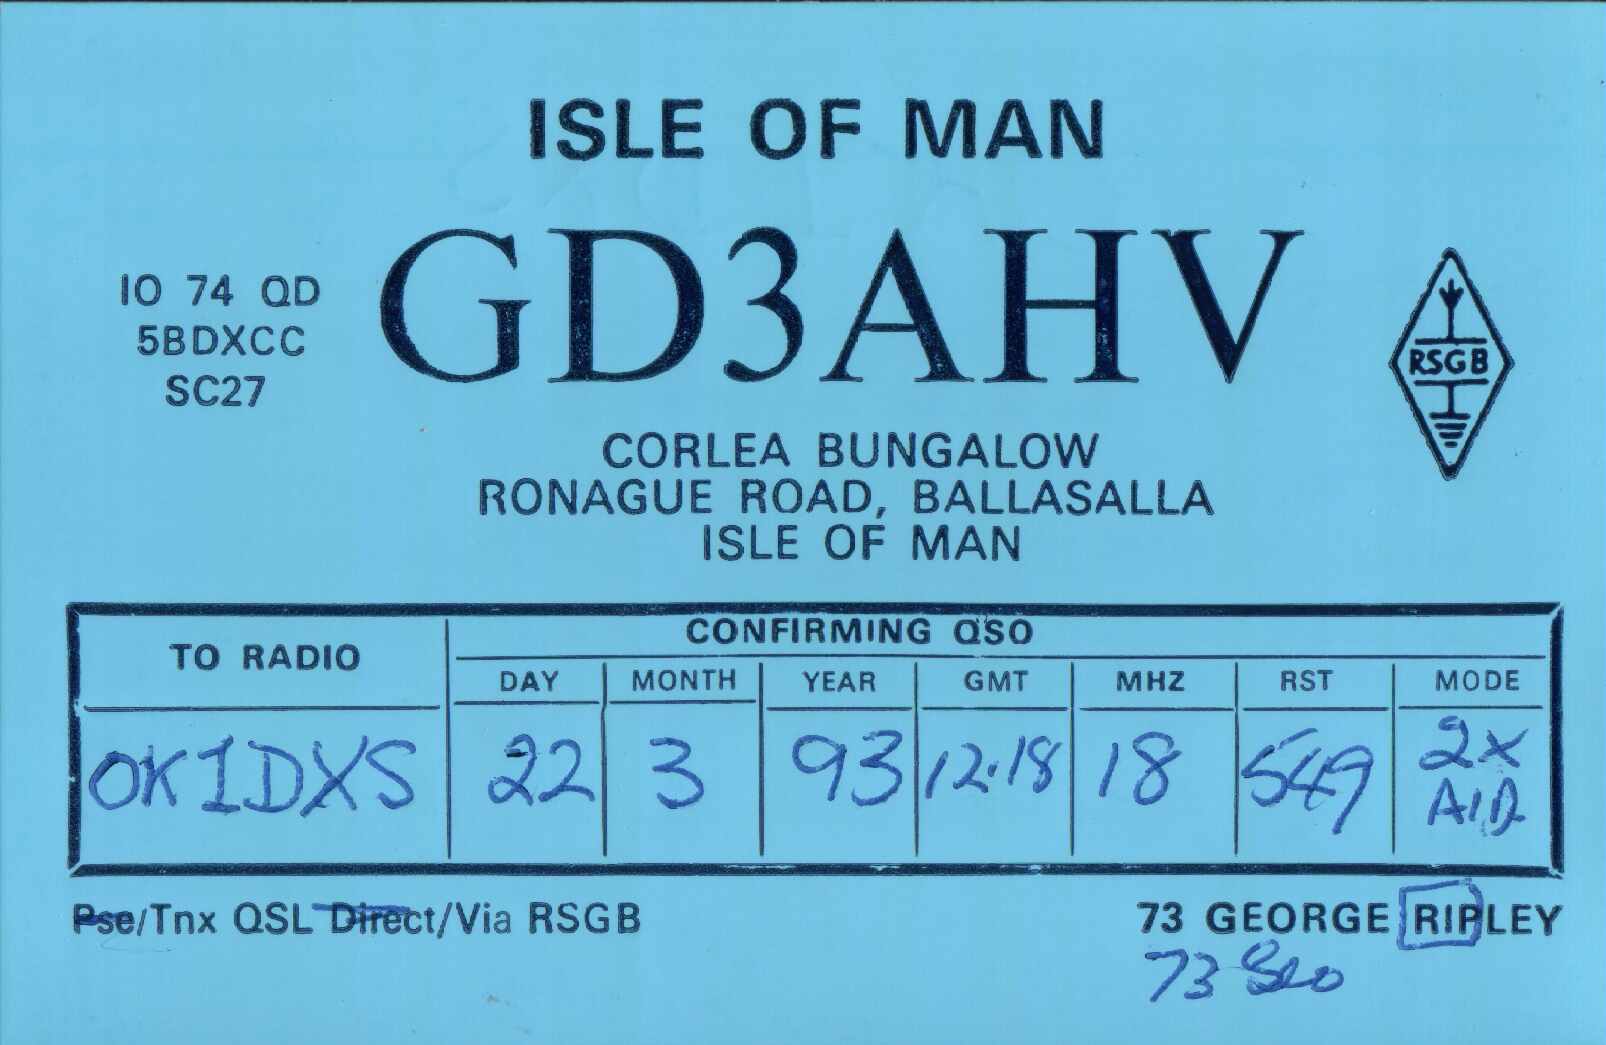 ISLE OF MAN
GD3AHV
IO 74 QD
5BDXCC
SC27
RSGB
CORLEA BUNGALOW
RONAGUE ROAD, BALLASALLA
ISLE OF MAN
TO RADIO
CONFIRMING QSO
DAY MONTH YEAR GMT MHZ RST MODE
OK1DXS 22 3 93 12.18 18 549 2x
Pse/Tnx QSL Direct/Via RSGB
73 GEORGE RIPLEY
73 Geo